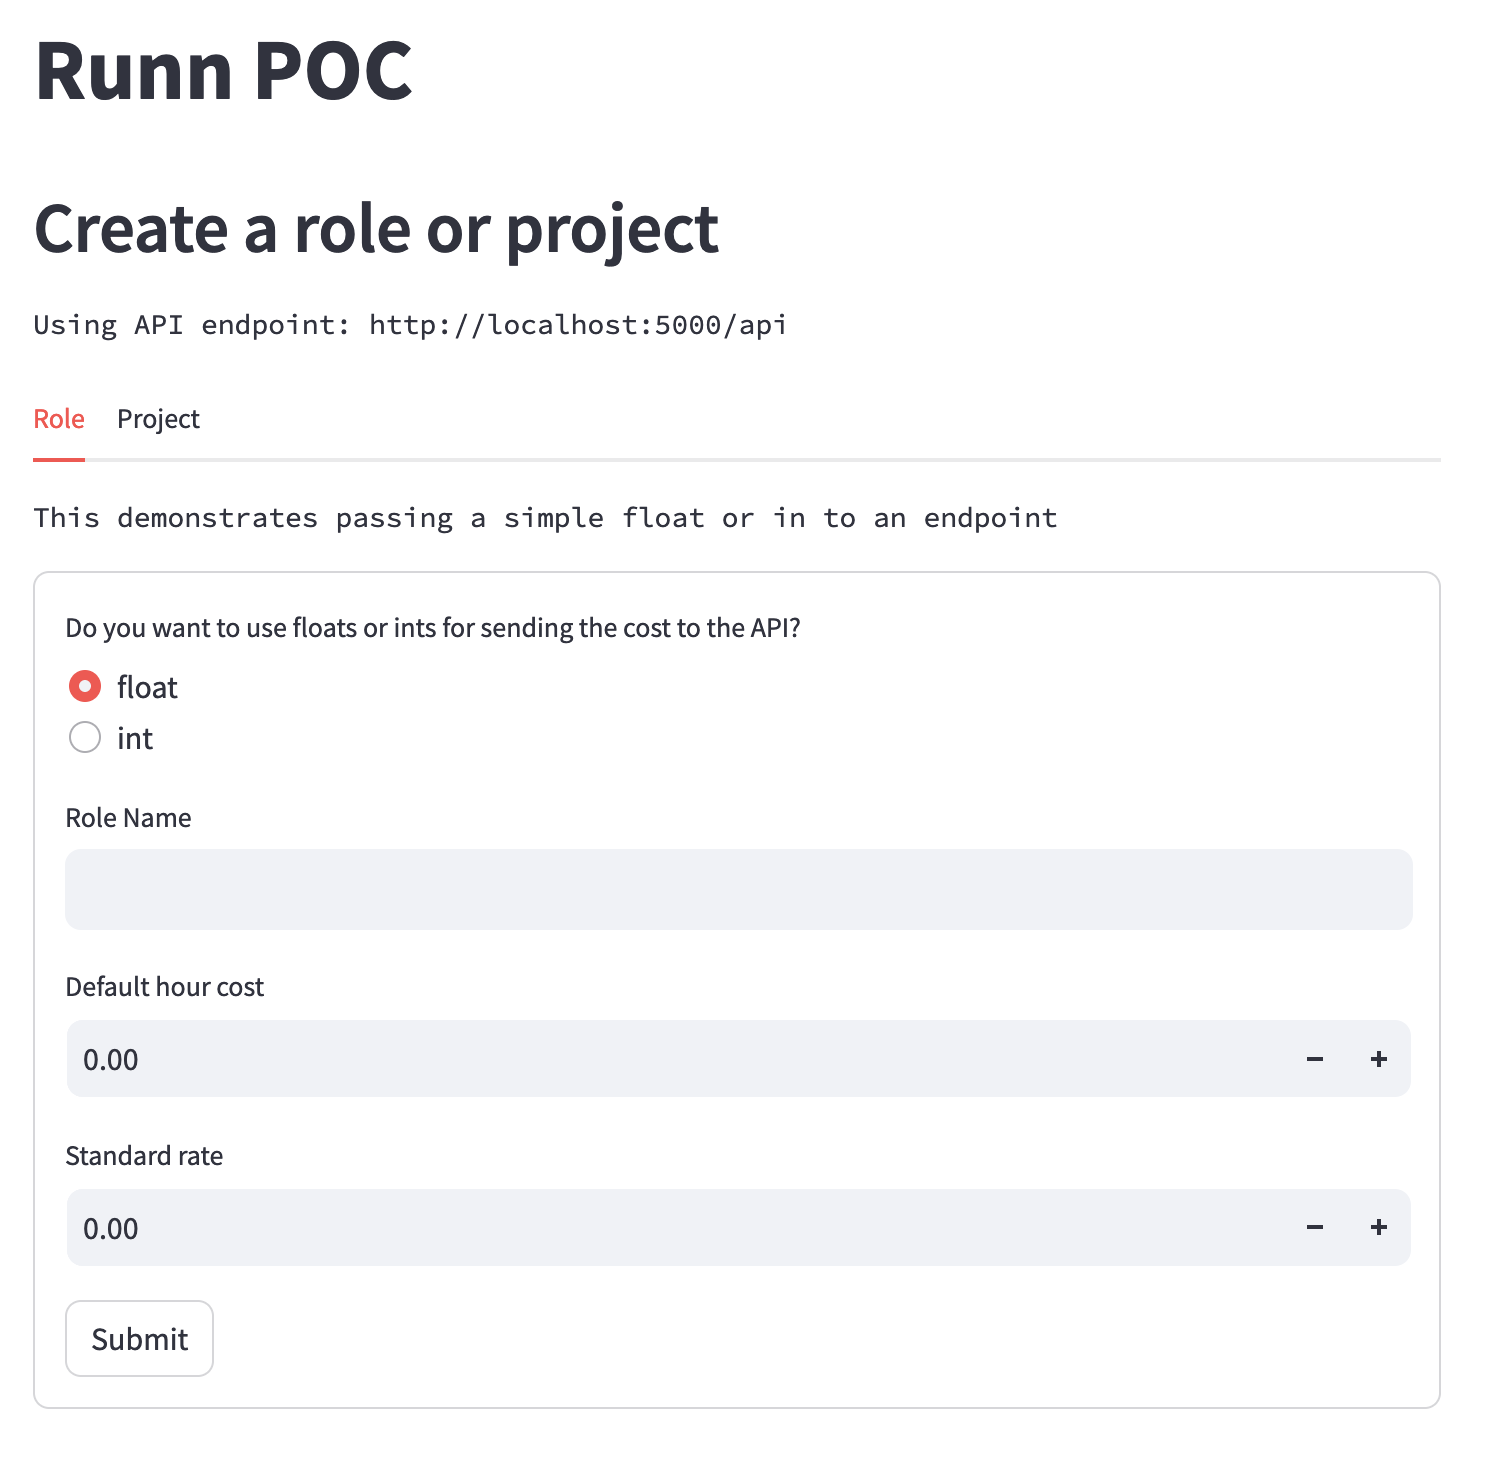 Runn POC
Create a role or project
Using API endpoint: http://localhost:5000/api
Role Project
This demonstrates passing a simple float or in to an endpoint
Do you want to use floats or ints for sending the cost to the API?
float
int
Role Name
Default hour cost
0.00 − +
Standard rate
0.00 − +
Submit